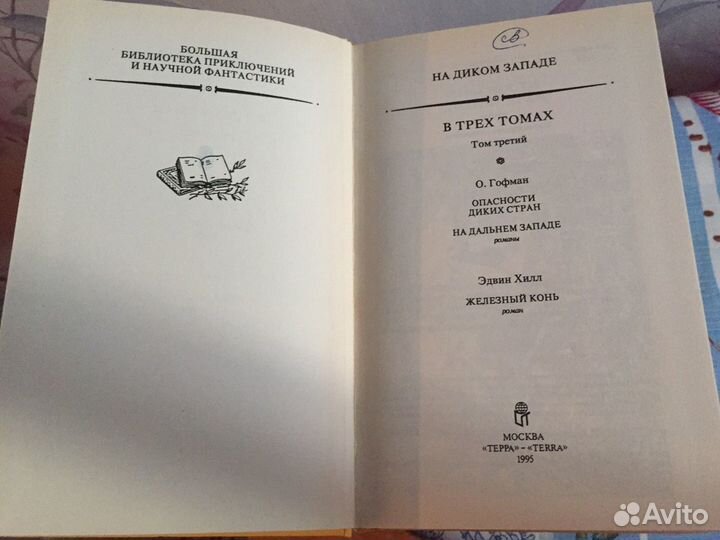 БОЛЬШАЯ
БИБЛИОТЕКА ПРИКЛЮЧЕНИЙ
И НАУЧНОЙ ФАНТАСТИКИ
св
НА ДИКОМ ЗАПАДЕ
В ТРЕХ ТОМАХ
Том третий
О. Гофман
ОПАСНОСТИ
ДИКИХ СТРАН
НА ДАЛЬНЕМ ЗАПАДЕ
романы
Эдвин Хилл
ЖЕЛЕЗНЫЙ КОНЬ
роман
МОСКВА
«ТЕРРА» – «TERRA»
1995
Avito